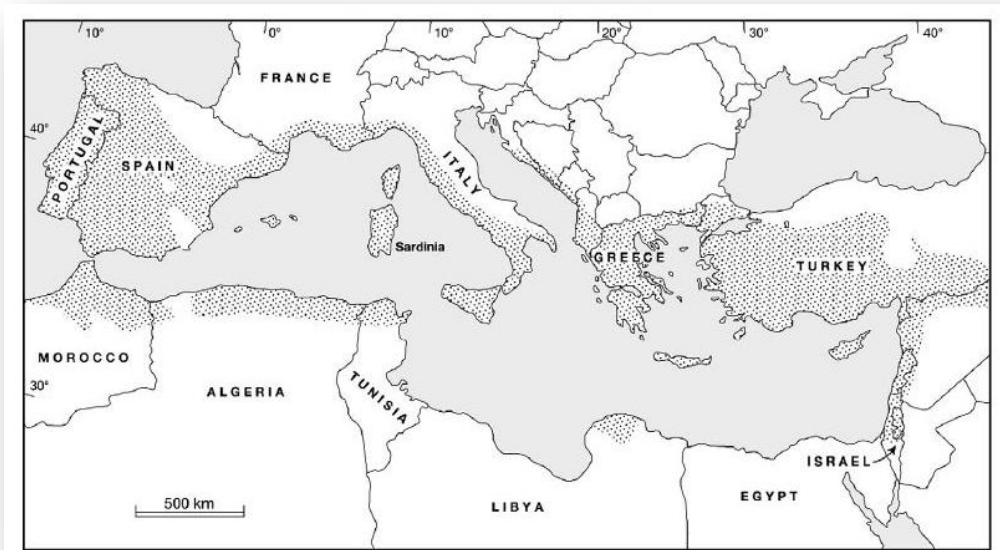 10°
0°
10°
20°
30°
40°
FRANCE
40°
PORTUGAL
SPAIN
ITALY
Sardinia
GREECE
TURKEY
MOROCCO
30°
ALGERIA
TUNISIA
ISRAEL
500 km
LIBYA
EGYPT